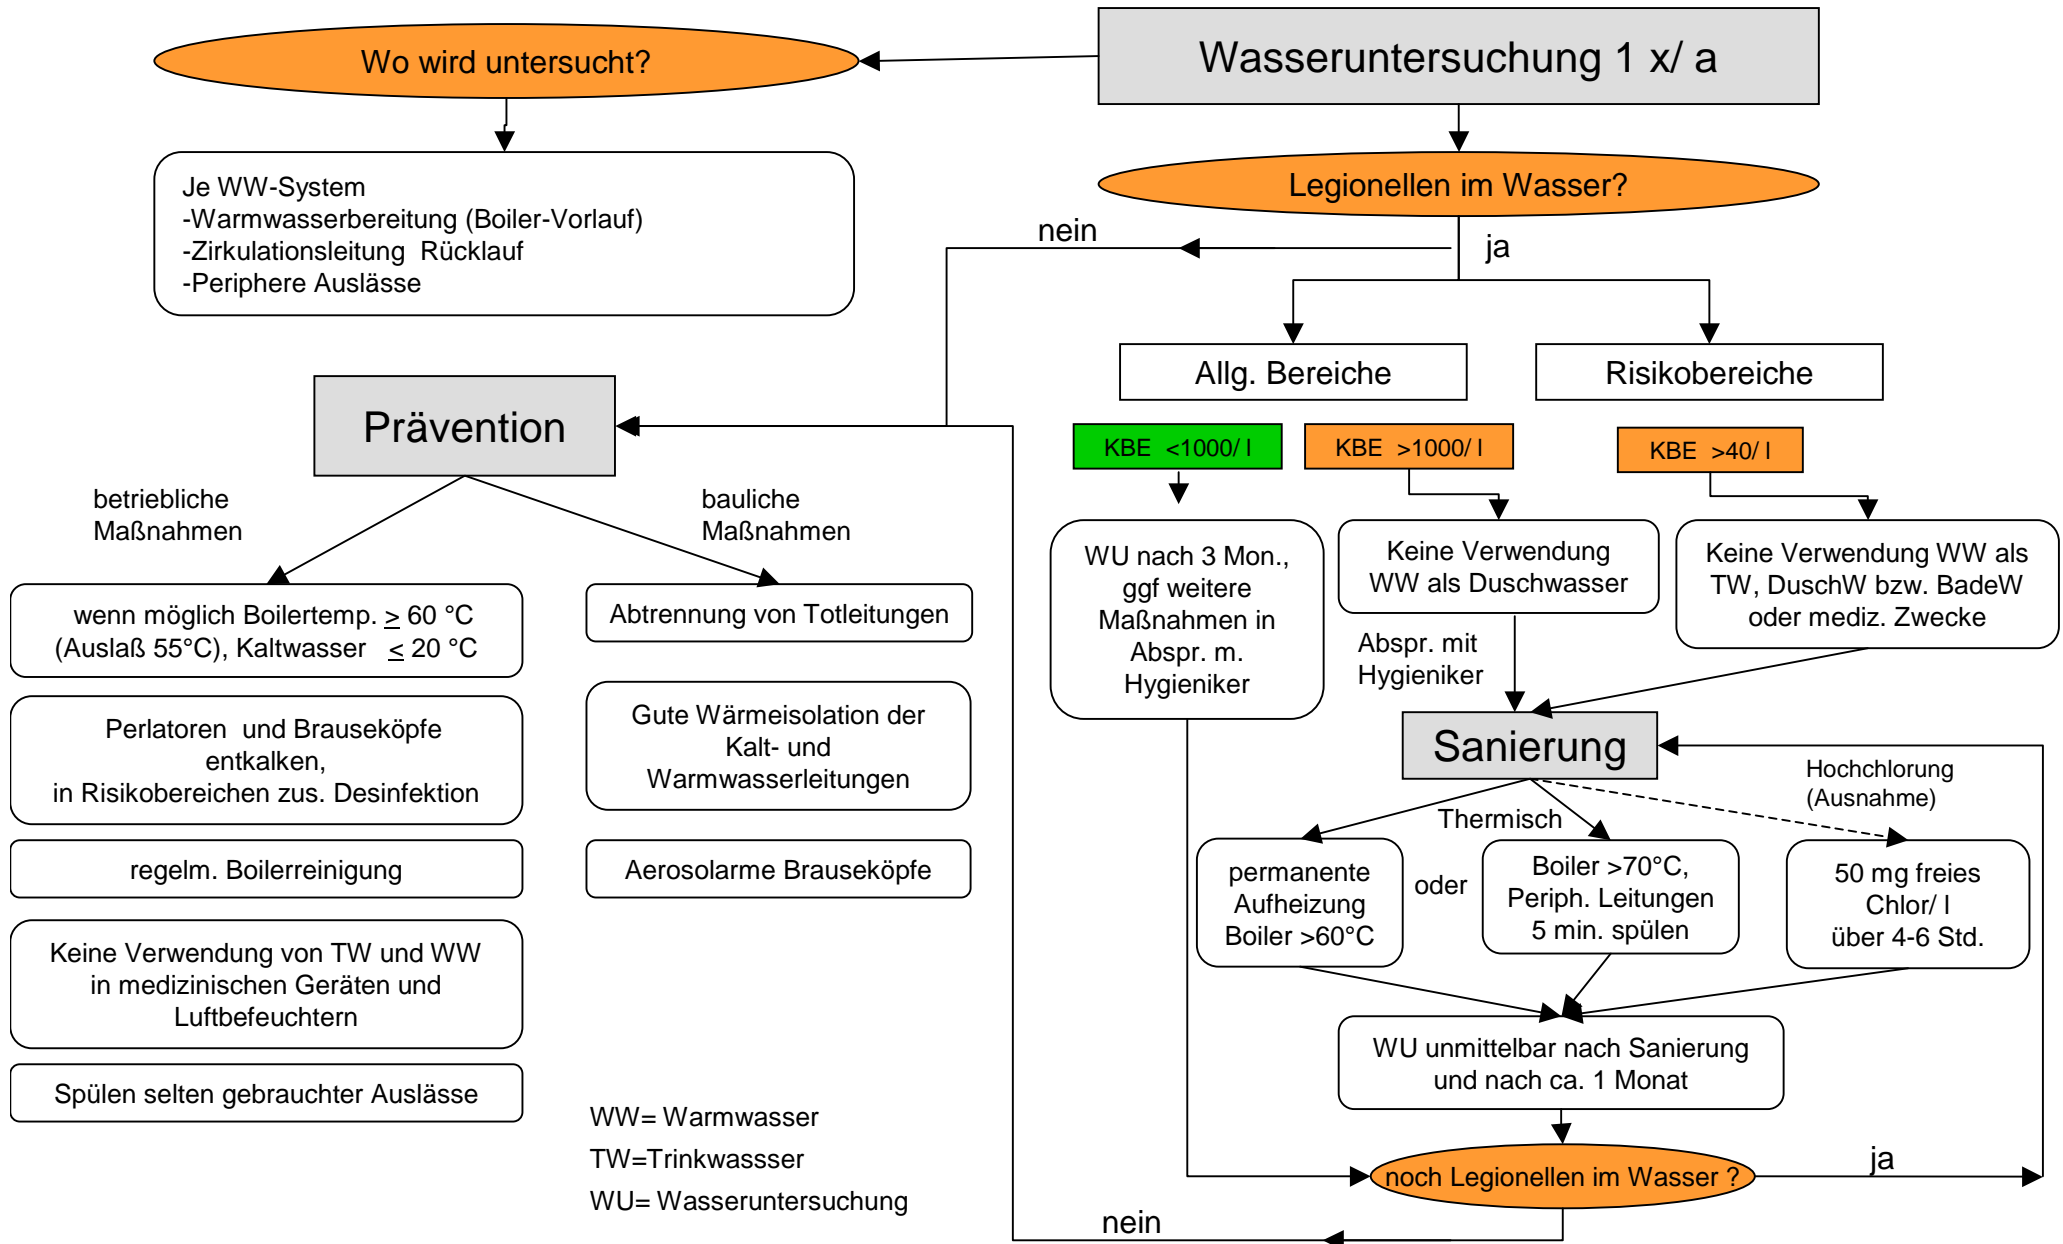 Wo wird untersucht?
Wasseruntersuchung 1 x/ a
Je WW-System
-Warmwasserbereitung (Boiler-Vorlauf)
-Zirkulationsleitung  Rücklauf
-Periphere Auslässe
Legionellen im Wasser?
nein
ja
Allg. Bereiche
Risikobereiche
Prävention
KBE  <1000/ l
KBE  >1000/ l
KBE  >40/ l
betriebliche
Maßnahmen
bauliche
Maßnahmen
wenn möglich Boilertemp. ≥ 60 °C
(Auslaß 55°C), Kaltwasser   ≤ 20 °C
Perlatoren  und Brauseköpfe
entkalken,
in Risikobereichen zus. Desinfektion
regelm. Boilerreinigung
Keine Verwendung von TW und WW
in medizinischen Geräten und
Luftbefeuchtern
Spülen selten gebrauchter Auslässe
Abtrennung von Totleitungen
Gute Wärmeisolation der
Kalt- und
Warmwasserleitungen
Aerosolarme Brauseköpfe
WU nach 3 Mon.,
ggf weitere
Maßnahmen in
Abspr. m.
Hygieniker
Keine Verwendung
WW als Duschwasser
Keine Verwendung WW als
TW, DuschW bzw. BadeW
oder mediz. Zwecke
Abspr. mit
Hygieniker
Sanierung
Hochchlorung
(Ausnahme)
Thermisch
permanente
Aufheizung
Boiler >60°C
oder
Boiler >70°C,
Periph. Leitungen
5 min. spülen
50 mg freies
Chlor/ l
über 4-6 Std.
WU unmittelbar nach Sanierung
und nach ca. 1 Monat
noch Legionellen im Wasser ?
ja
nein
WW= Warmwasser
TW=Trinkwassser
WU= Wasseruntersuchung